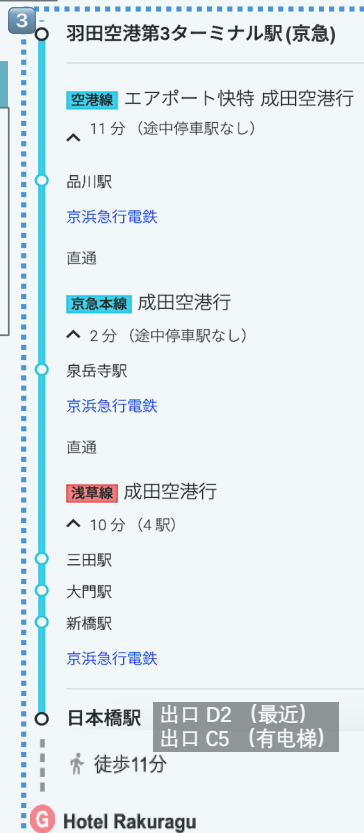 3
羽田空港第3ターミナル駅(京急)
空港線 エアポート快特 成田空港行
11分（途中停車駅なし）
品川駅
京浜急行電鉄
直通
京急本線 成田空港行
2分（途中停車駅なし）
泉岳寺駅
京浜急行電鉄
直通
浅草線 成田空港行
10分（4駅）
三田駅
大門駅
新橋駅
京浜急行電鉄
日本橋駅
出口 D2 （最近）
出口 C5 （有电梯）
徒歩11分
G Hotel Rakuragu